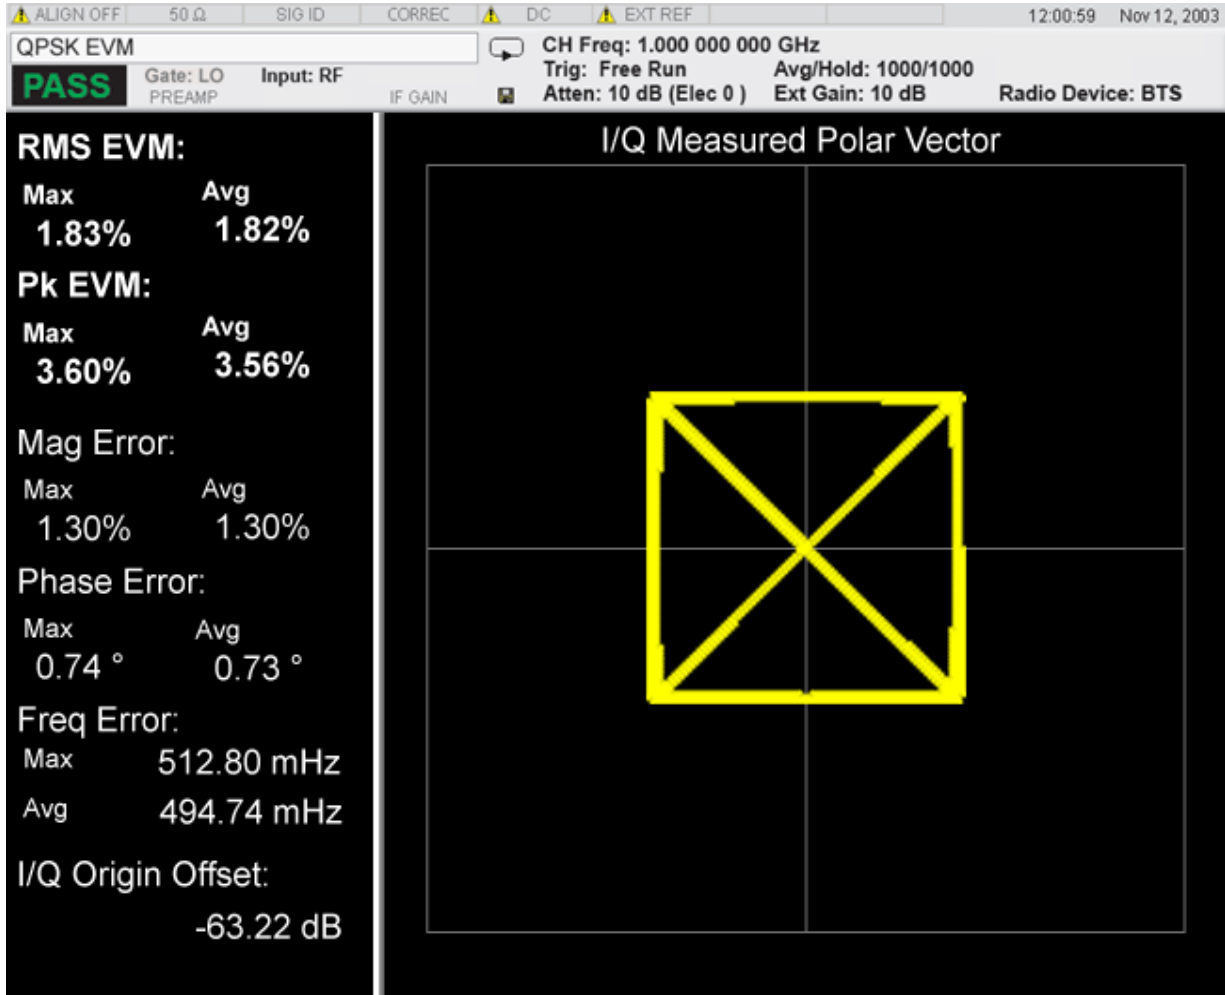 ALIGN OFF 50 Ω SIG ID CORREC DC EXT REF 12:00:59 Nov 12, 2003
QPSK EVM
CH Freq: 1.000 000 000 GHz
PASS Gate: LO Input: RF Trig: Free Run Avg/Hold: 1000/1000
PREAMP IF GAIN Atten: 10 dB (Elec 0 ) Ext Gain: 10 dB Radio Device: BTS
RMS EVM:
Max Avg
1.83% 1.82%
Pk EVM:
Max Avg
3.60% 3.56%
Mag Error:
Max Avg
1.30% 1.30%
Phase Error:
Max Avg
0.74 ° 0.73 °
Freq Error:
Max 512.80 mHz
Avg 494.74 mHz
I/Q Origin Offset:
-63.22 dB
I/Q Measured Polar Vector